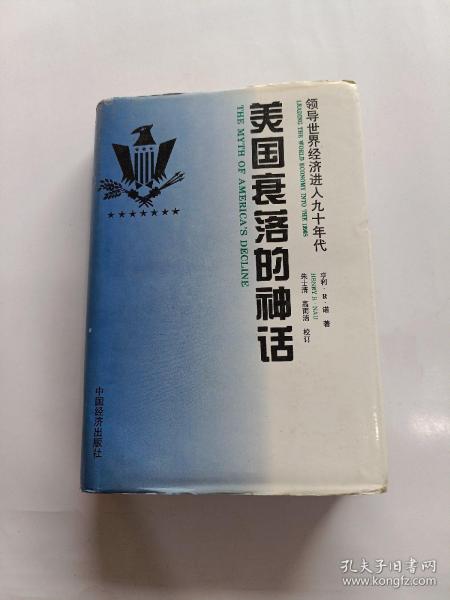 领导世界经济进入九十年代
LEADING THE WORLD ECONOMY INTO THE 1990S
美国衰落的神话
THE MYTH OF AMERICA'S DECLINE
亨利·R·诺 著
HENRY R. NAU
朱士清 高雨洁 校订
中国经济出版社
孔夫子旧书网
www.kongfz.com